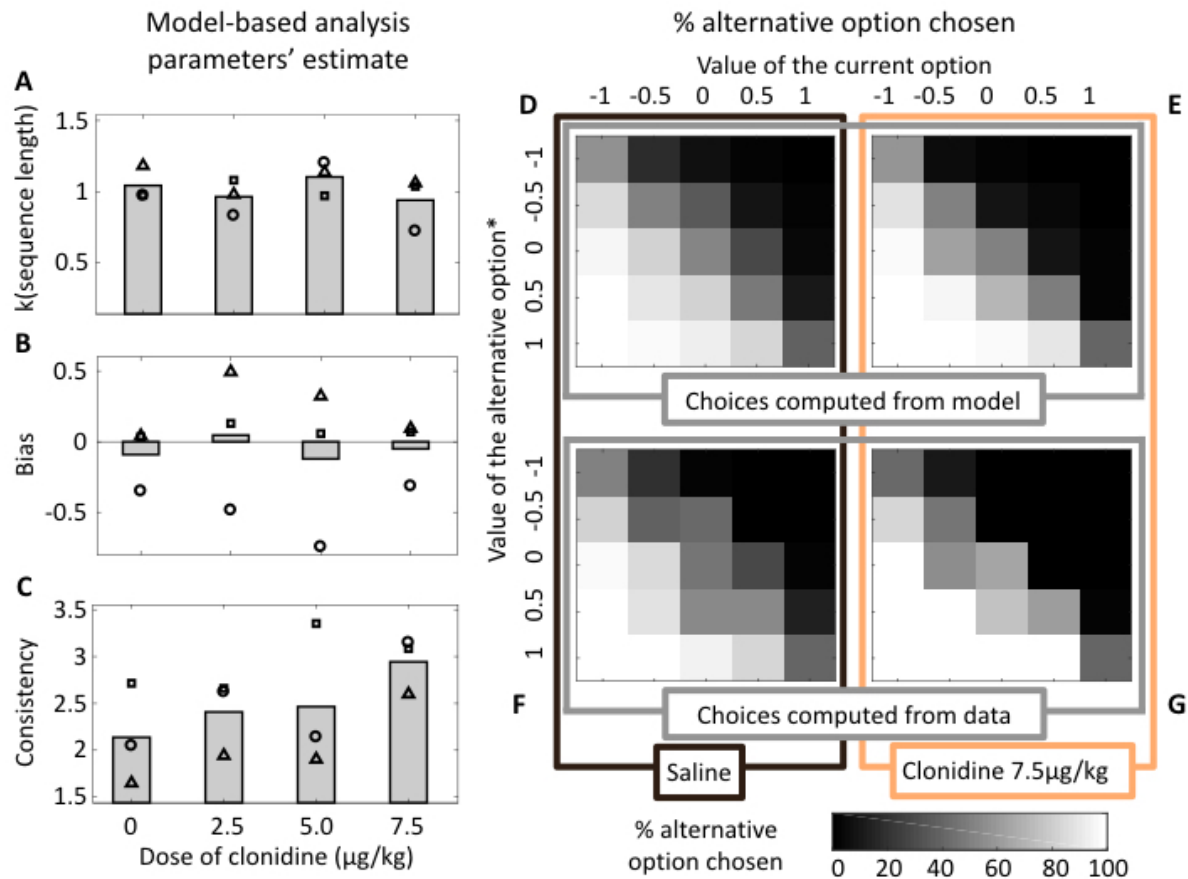 Model-based analysis
parameters' estimate
% alternative option chosen
Value of the current option
A
k(sequence length)
1.5
1
0.5
B
Bias
0.5
0
-0.5
C
Consistency
3.5
3
2.5
2
1.5
0 2.5 5.0 7.5
Dose of clonidine (μg/kg)
D
-1 -0.5 0 0.5 1
-1 -0.5 0 0.5 1
E
Value of the alternative option*
-1
-0.5
0
0.5
1
Choices computed from model
-1
-0.5
0
0.5
1
F
Choices computed from data
G
Saline
Clonidine 7.5μg/kg
% alternative
option chosen
0 20 40 60 80 100